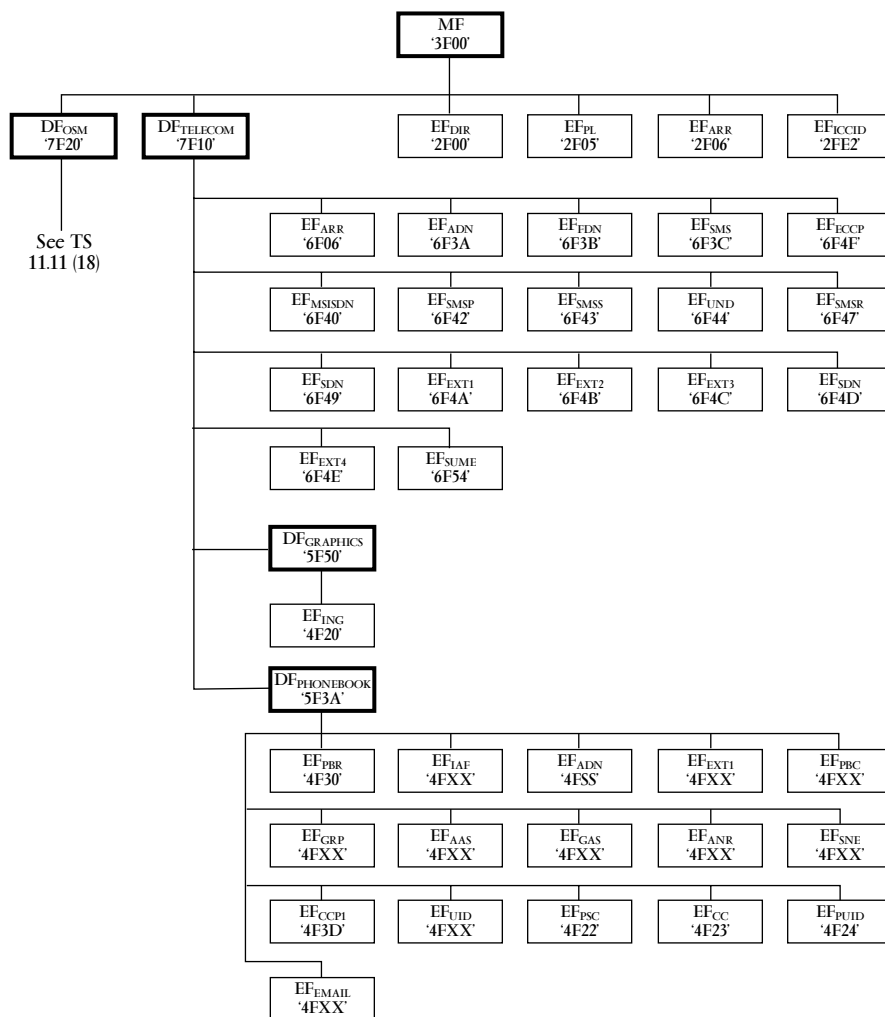 MF
‘3F00’
DFOSM
‘7F20’
DFTELECOM
‘7F10’
EFDIR
‘2F00’
EFPL
‘2F05’
EFARR
‘2F06’
EFICCID
‘2FE2’
See TS
11.11 (18)
EFARR
‘6F06’
EFADN
‘6F3A
EFFDN
‘6F3B’
EFSMS
‘6F3C’
EFECCP
‘6F4F’
EFMSISDN
‘6F40’
EFSMSP
‘6F42’
EFSMSS
‘6F43’
EFUND
‘6F44’
EFSMSR
‘6F47’
EFSDN
‘6F49’
EFEXT1
‘6F4A’
EFEXT2
‘6F4B’
EFEXT3
‘6F4C’
EFSDN
‘6F4D’
EFEXT4
‘6F4E’
EFSUME
‘6F54’
DFGRAPHICS
‘5F50’
EFING
‘4F20’
DFPHONEBOOK
‘5F3A’
EFPBR
‘4F30’
EFIAF
‘4FXX’
EFADN
‘4FSS’
EFEXT1
‘4FXX’
EFPBC
‘4FXX’
EFGRP
‘4FXX’
EFAAS
‘4FXX’
EFGAS
‘4FXX’
EFANR
‘4FXX’
EFSNE
‘4FXX’
EFCCP1
‘4F3D’
EFUID
‘4FXX’
EFPSC
‘4F22’
EFCC
‘4F23’
EFPUID
‘4F24’
EFEMAIL
‘4FXX’